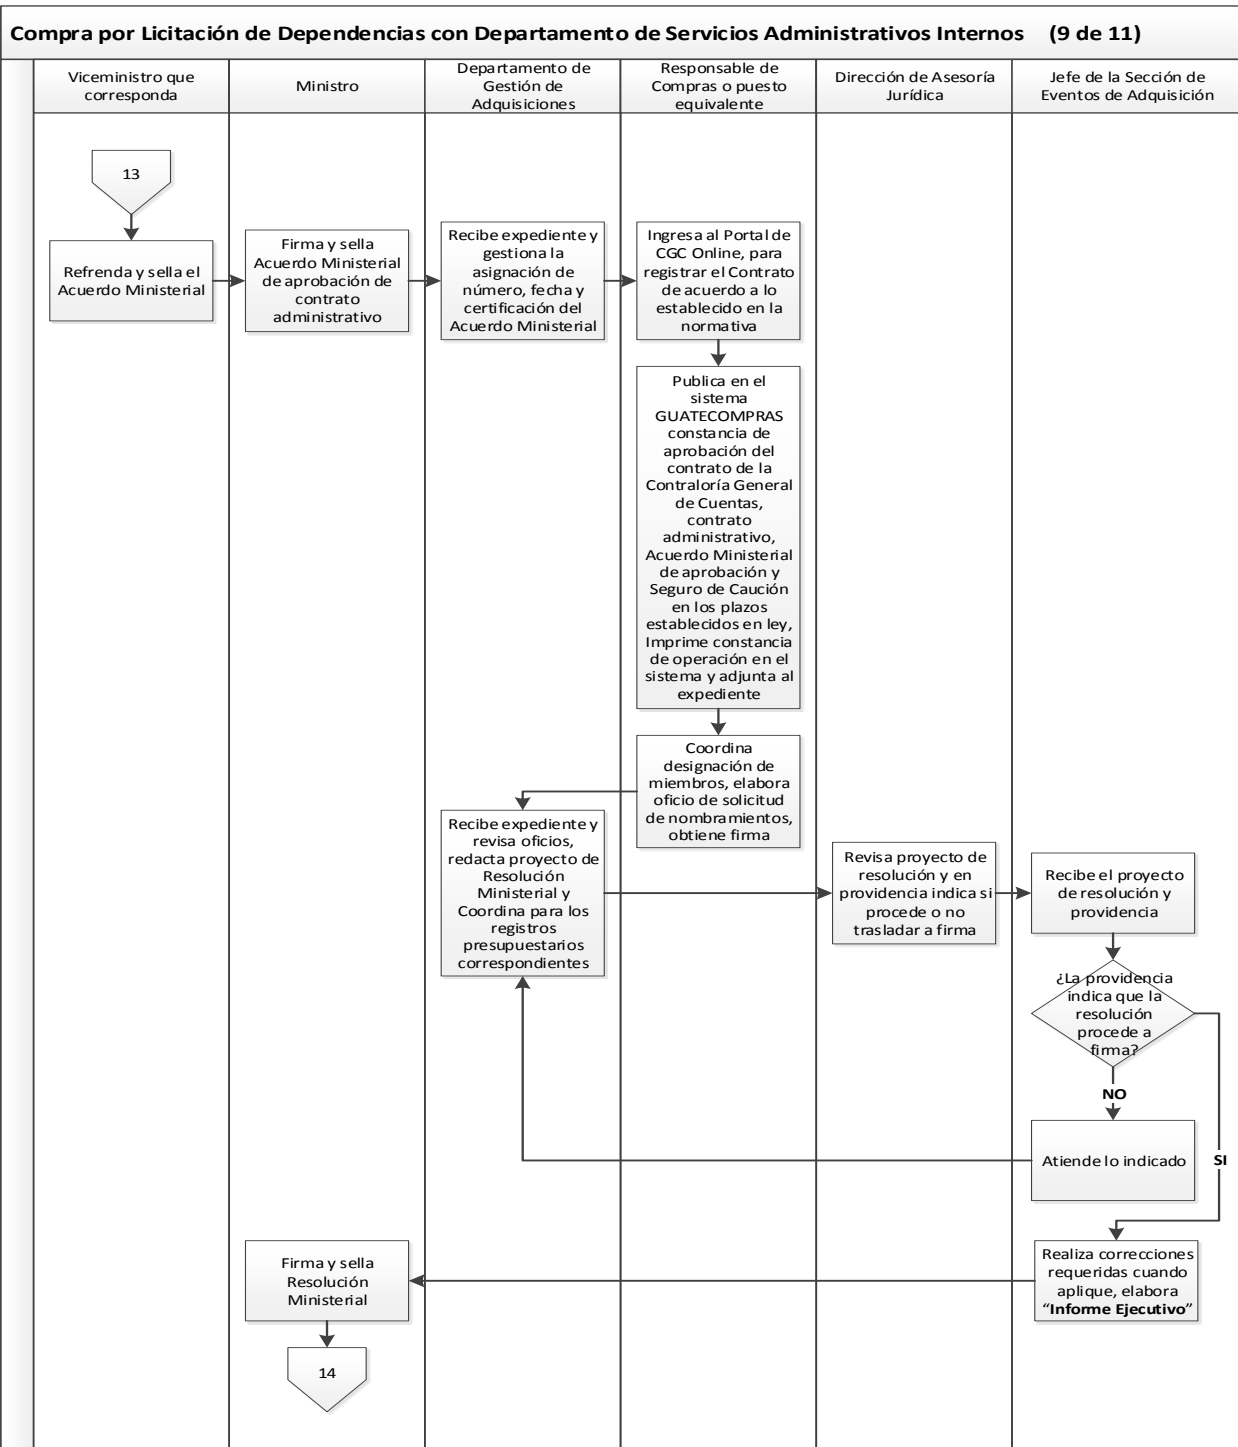 Compra por Licitación de Dependencias con Departamento de Servicios Administrativos Internos (9 de 11)
Viceministro que
corresponda
Ministro
Departamento de
Gestión de
Adquisiciones
Responsable de
Compras o puesto
equivalente
Dirección de Asesoría
Jurídica
Jefe de la Sección de
Eventos de Adquisición
13
Refrenda y sella el
Acuerdo Ministerial
Firma y sella
Acuerdo Ministerial
de aprobación de
contrato
administrativo
Recibe expediente y
gestiona la
asignación de
número, fecha y
certificación del
Acuerdo Ministerial
Ingresa al Portal de
CGC Online, para
registrar el Contrato
de acuerdo a lo
establecido en la
normativa
Publica en el
sistema
GUATECOMPRAS
constancia de
aprobación del
contrato de la
Contraloría General
de Cuentas,
contrato
administrativo,
Acuerdo Ministerial
de aprobación y
Seguro de Caución
en los plazos
establecidos en ley,
Imprime constancia
de operación en el
sistema y adjunta al
expediente
Coordina
designación de
miembros, elabora
oficio de solicitud
de nombramientos,
obtiene firma
Recibe expediente y
revisa oficios,
redacta proyecto de
Resolución
Ministerial y
Coordina para los
registros
presupuestarios
correspondientes
Revisa proyecto de
resolución y en
providencia indica si
procede o no
trasladar a firma
Recibe el proyecto
de resolución y
providencia
¿La providencia
indica que la
resolución
procede a
firma?
NO
Atiende lo indicado
SI
Realiza correcciones
requeridas cuando
aplique, elabora
“Informe Ejecutivo”
Firma y sella
Resolución
Ministerial
14